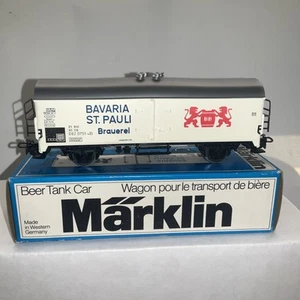 BAVARIA
ST. PAULI
Brauerei
Beer Tank Car
Wagon pour le transport de bière
Made
in Western
Germany
Märklin